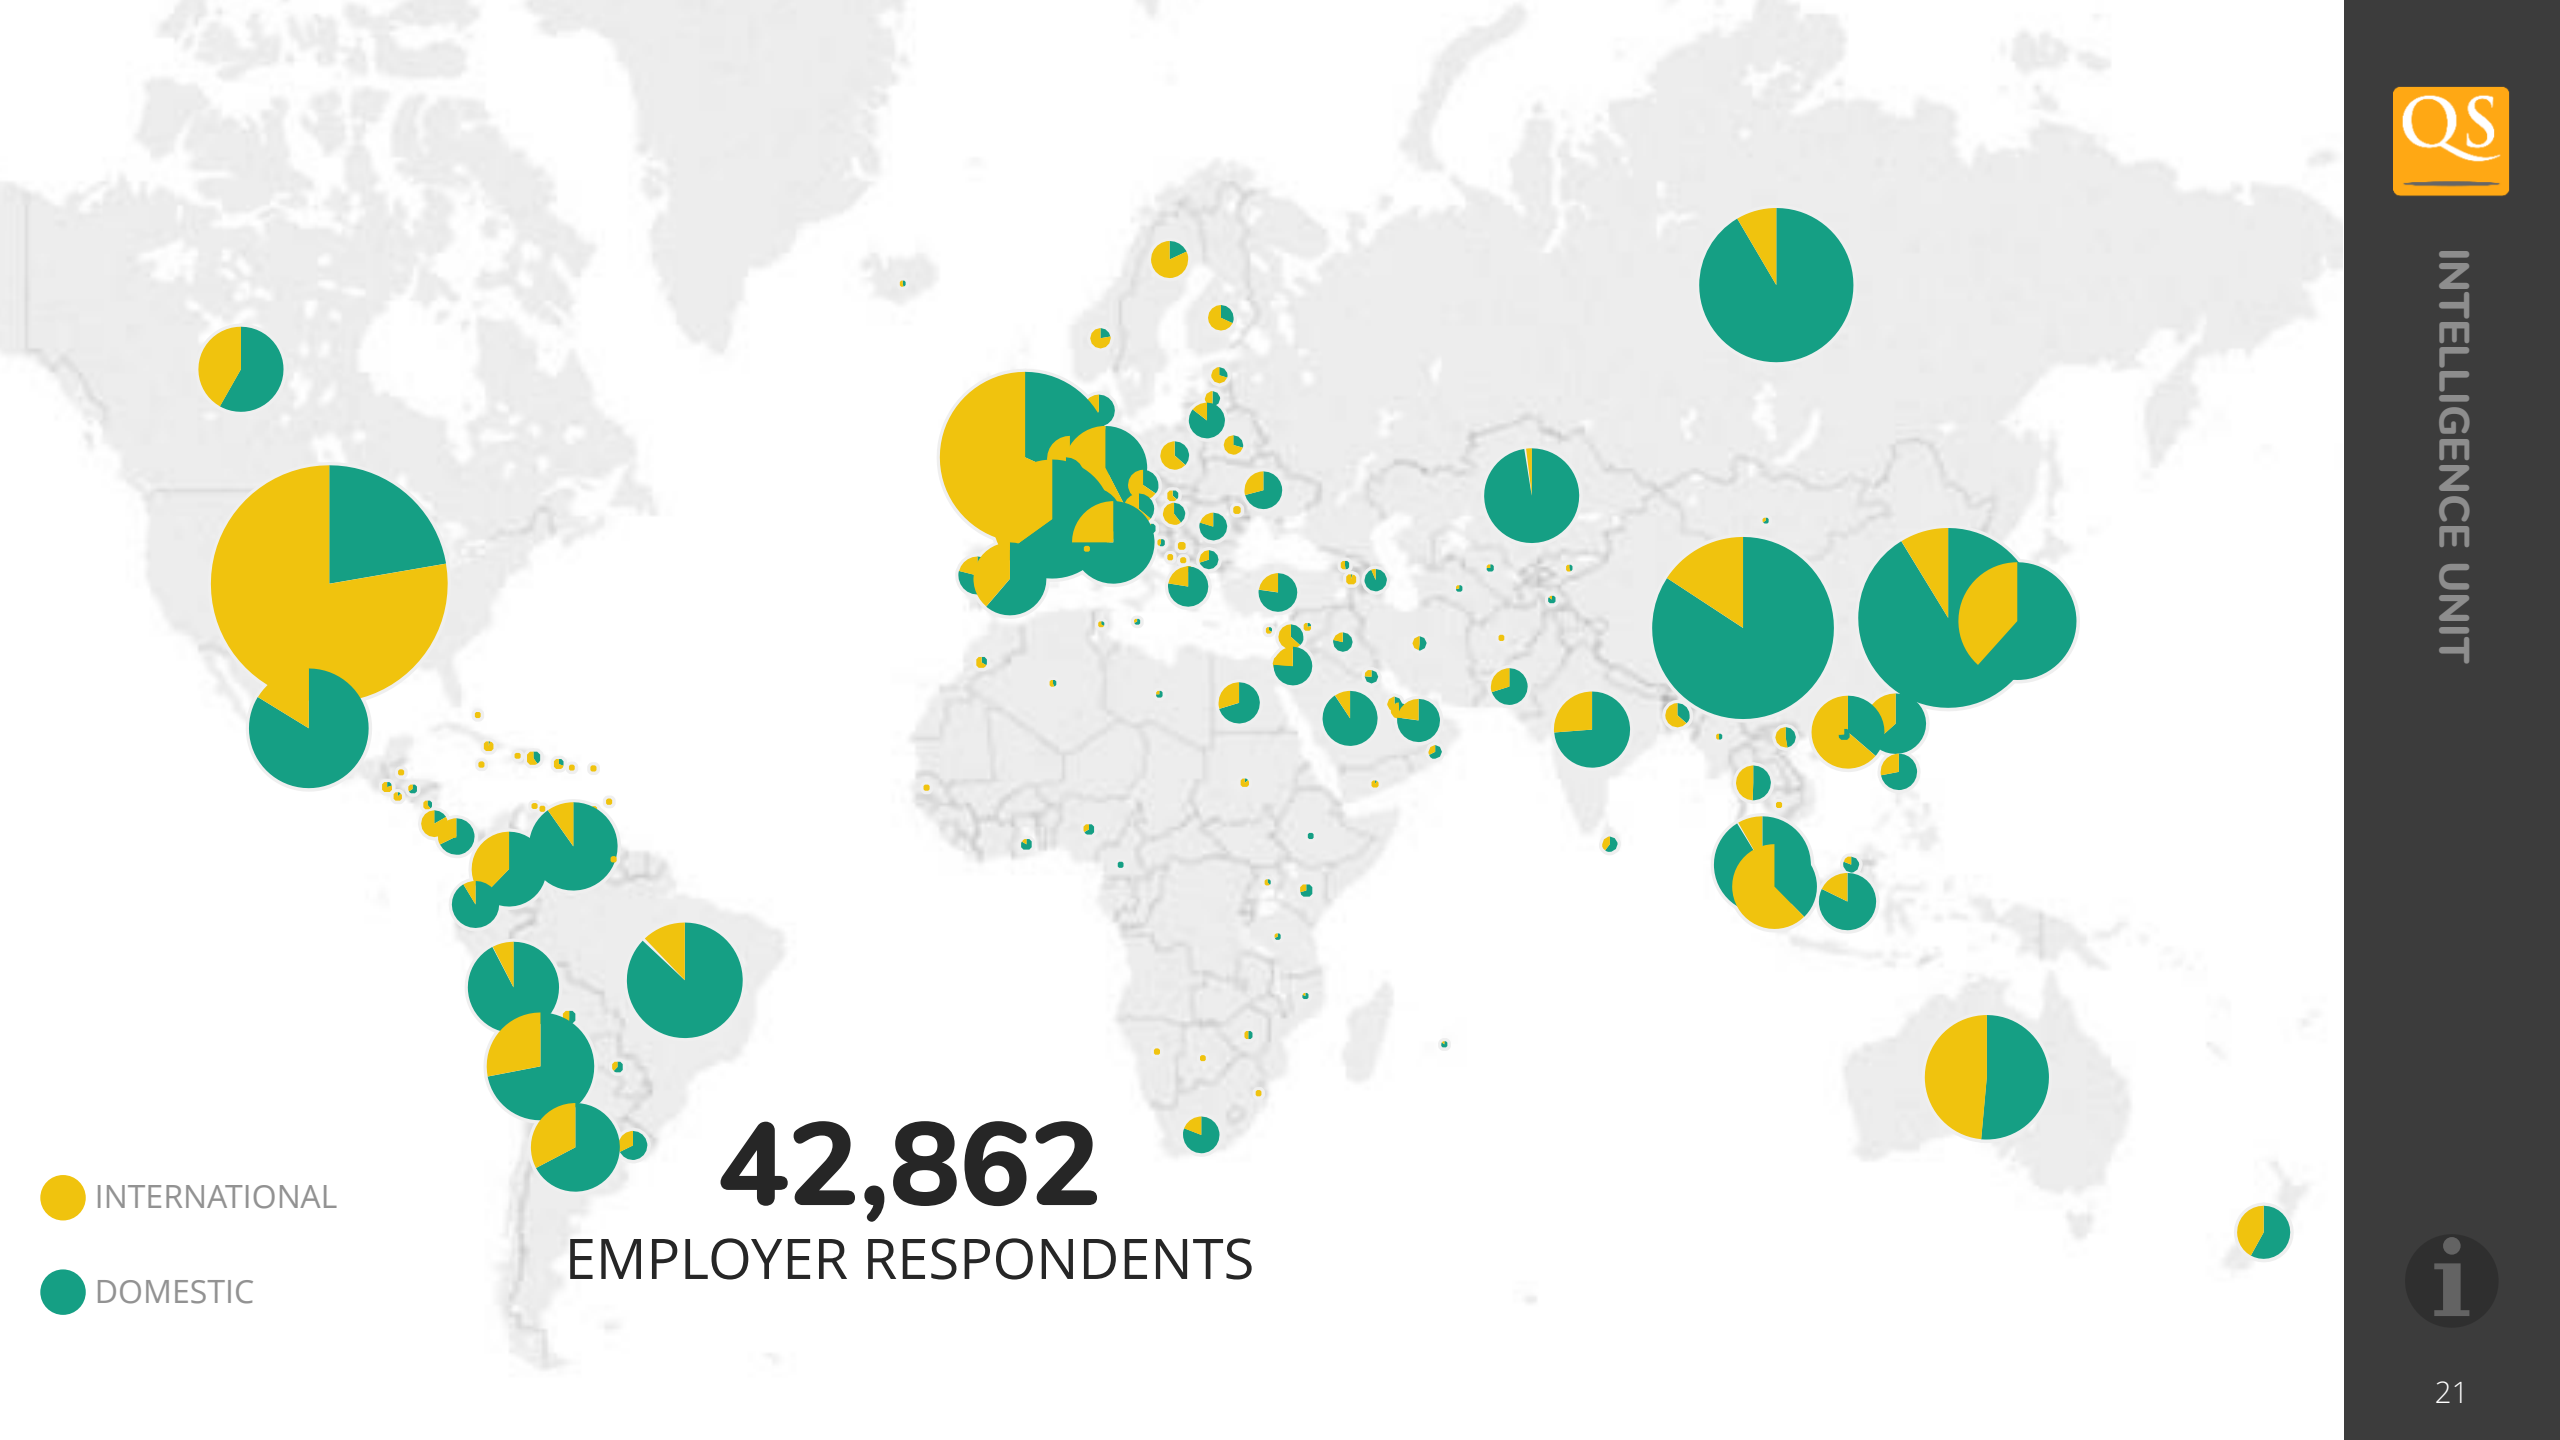 QS
INTELLIGENCE UNIT
42,862
EMPLOYER RESPONDENTS
INTERNATIONAL
DOMESTIC
i
21